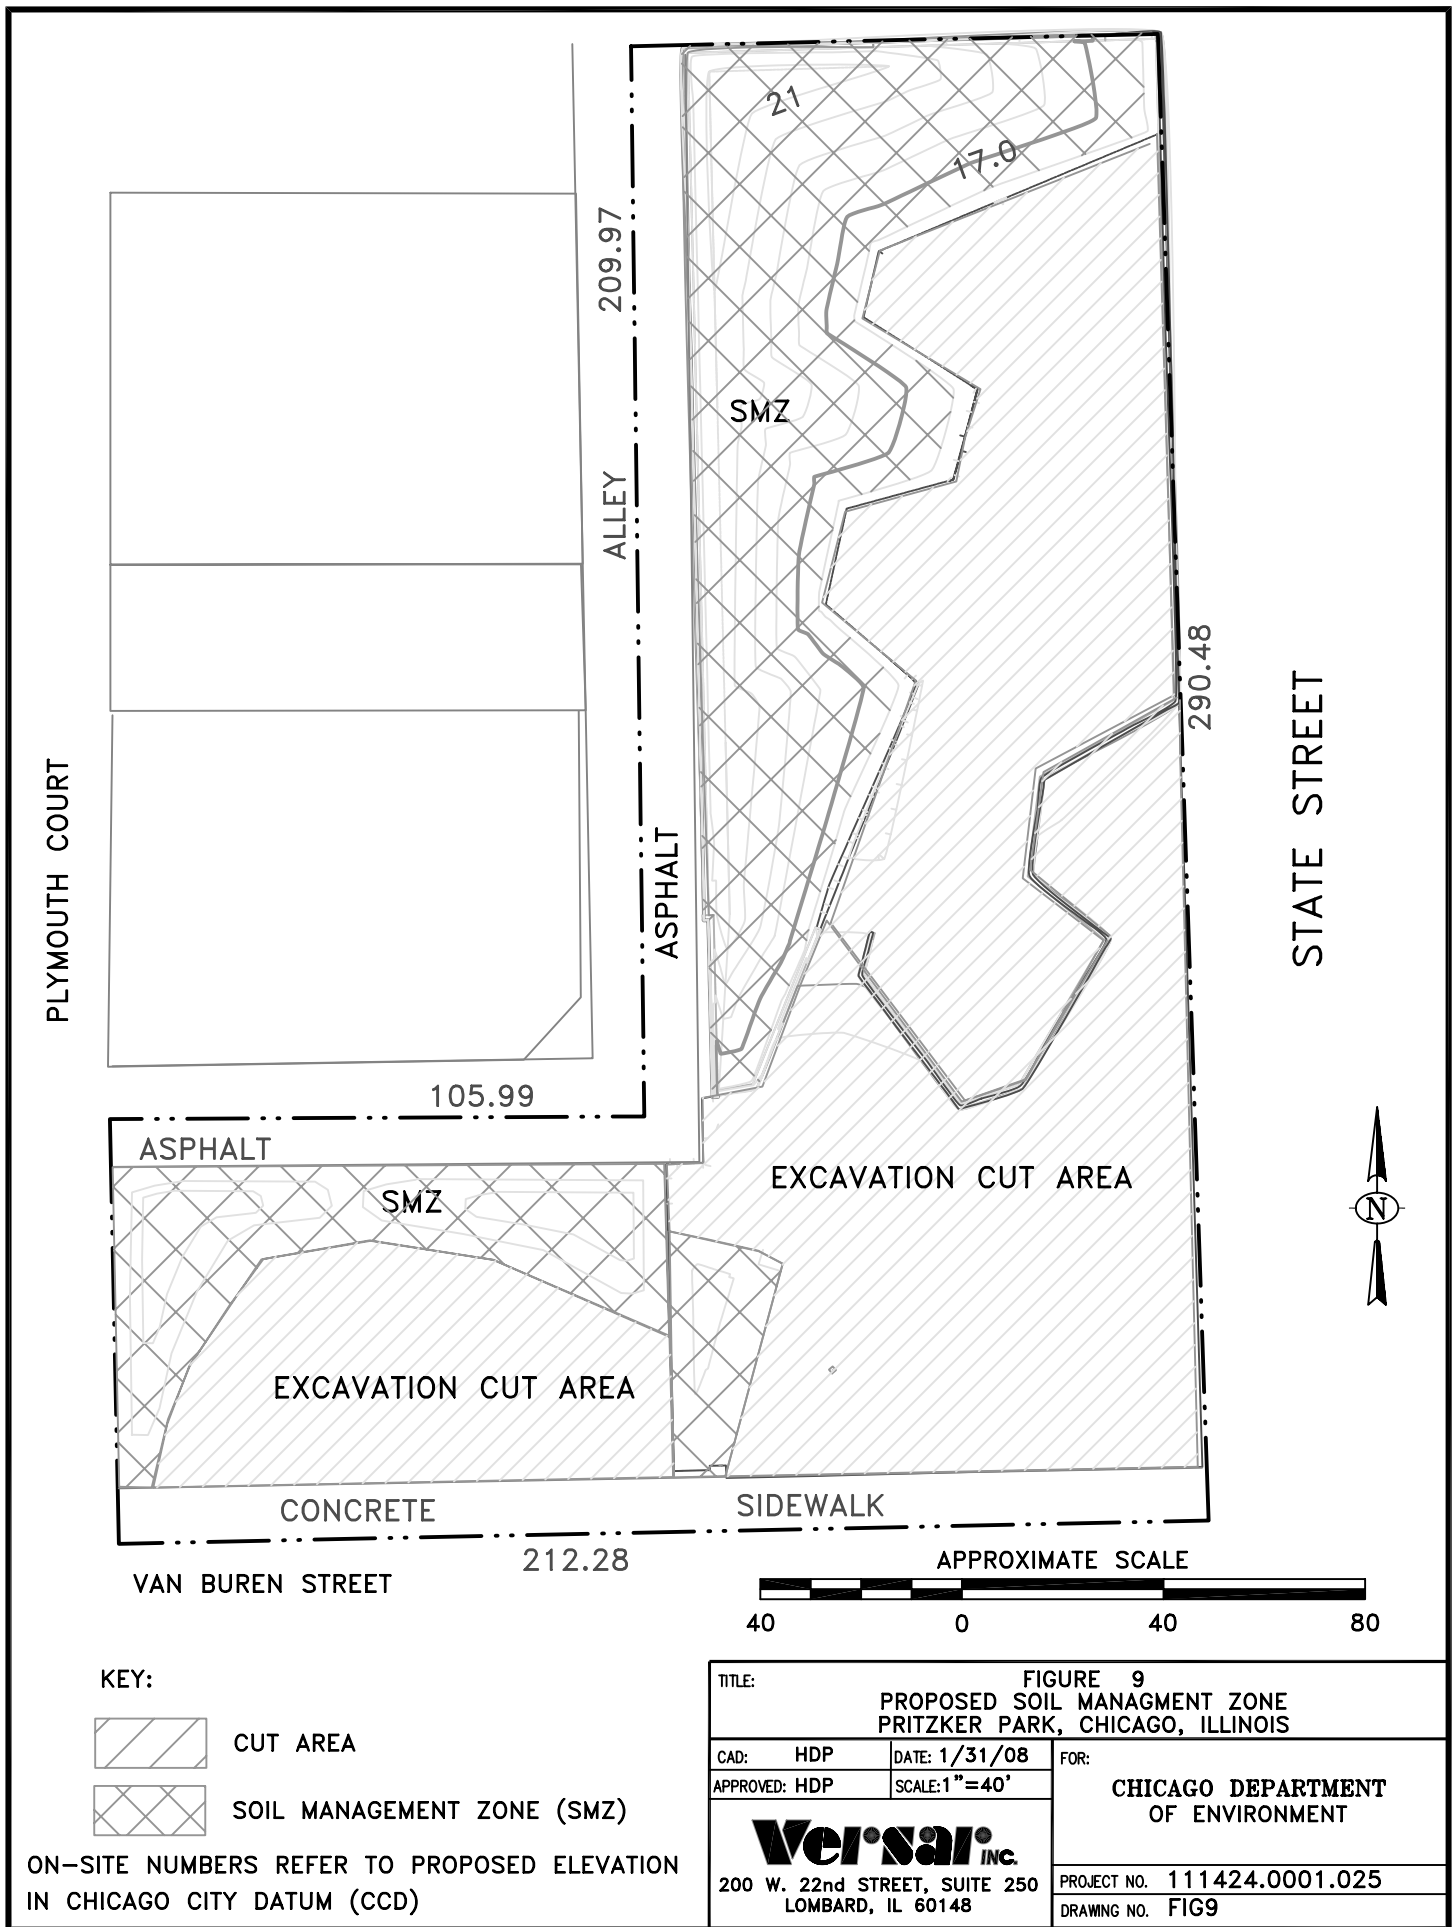 21
17.0
209.97
SMZ
ALLEY
290.48
STATE STREET
PLYMOUTH COURT
ASPHALT
105.99
ASPHALT
SMZ
EXCAVATION CUT AREA
N
EXCAVATION CUT AREA
CONCRETE
SIDEWALK
212.28
VAN BUREN STREET
APPROXIMATE SCALE
40 0 40 80
KEY:
CUT AREA
SOIL MANAGEMENT ZONE (SMZ)
ON-SITE NUMBERS REFER TO PROPOSED ELEVATION
IN CHICAGO CITY DATUM (CCD)
TITLE:
FIGURE 9
PROPOSED SOIL MANAGMENT ZONE
PRITZKER PARK, CHICAGO, ILLINOIS
CAD: HDP
DATE: 1/31/08
APPROVED: HDP
SCALE:1"=40'
FOR:
CHICAGO DEPARTMENT
OF ENVIRONMENT
Versar INC.
200 W. 22nd STREET, SUITE 250
LOMBARD, IL 60148
PROJECT NO. 111424.0001.025
DRAWING NO. FIG9